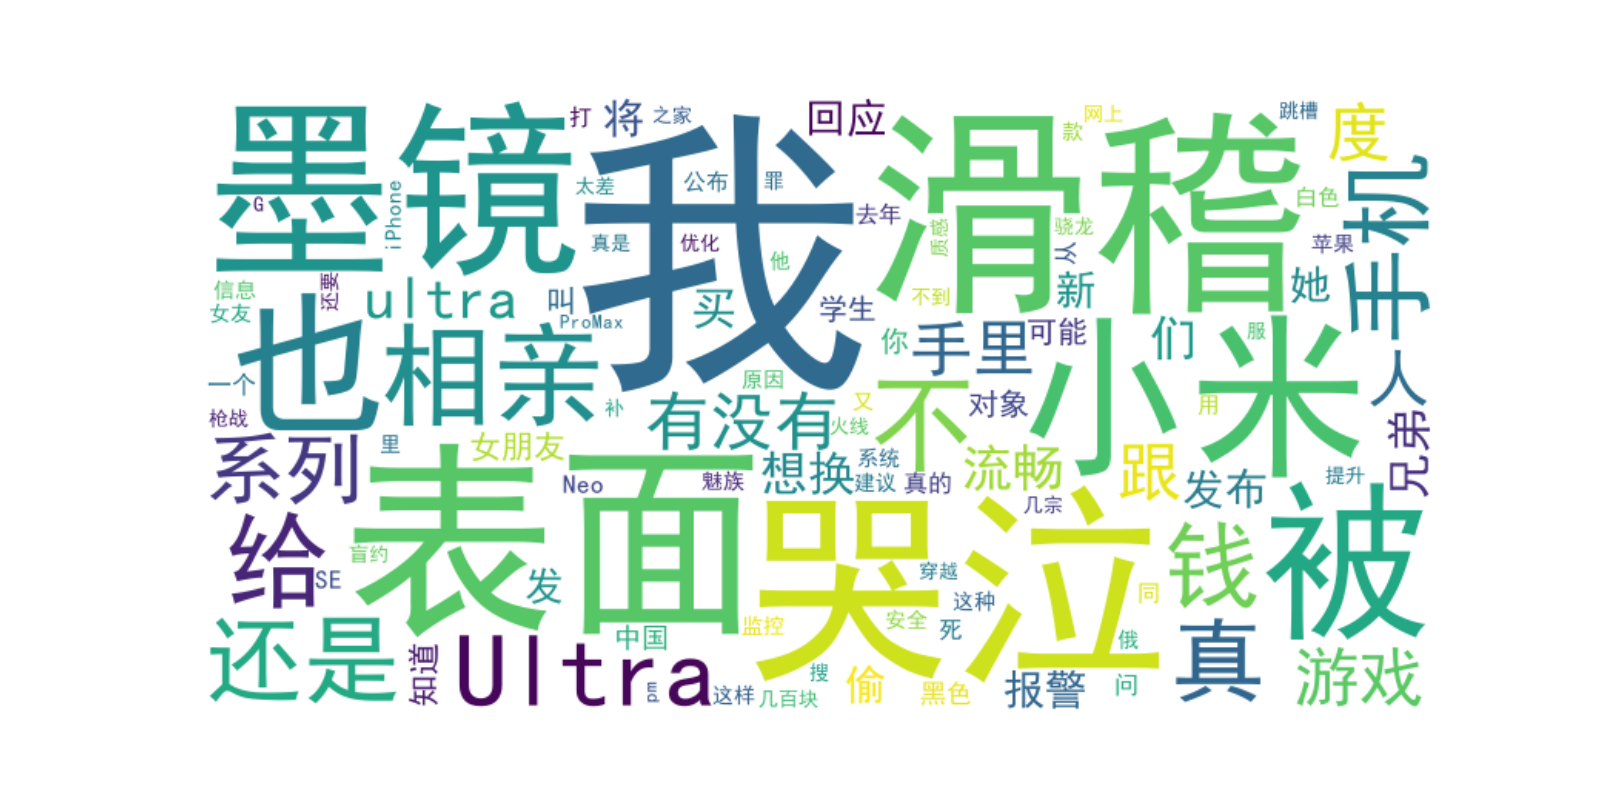 墨镜
我
滑稽
小米
表面
哭泣
也
相亲
被
Ultra
手机
给
还是
不
真
钱
ultra
有没有
系列
手里
想换
流畅
跟
度
游戏
回应
将
打
之家
网上
款
跳槽
白色
苹果
骁龙
从
质感
去年
罪
公布
太差
iPhone
G
真是
优化
他
不到
新
她
学生
买
叫
ProMax
还要
信息
女友
一个
枪战
里
女朋友
Neo
魅族
补
原因
又
火线
你
可能
对象
们
服
用
人
兄弟
提升
发布
系统
建议
真的
几宗
盲约
SE
发
中国
知道
pm
这样
监控
几百块
搜
偷
黑色
安全
穿越
这种
死
报警
同
俄
问